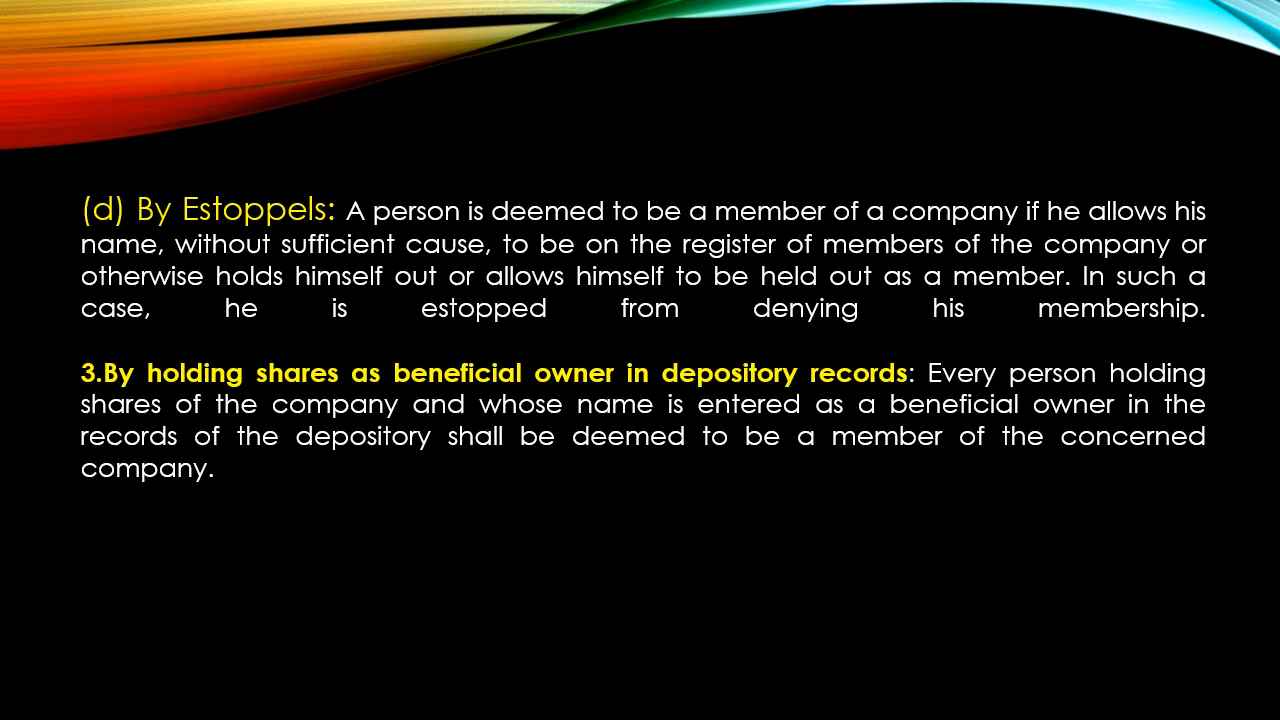 (d) By Estoppels: A person is deemed to be a member of a company if he allows his
name, without sufficient cause, to be on the register of members of the company or
otherwise holds himself out or allows himself to be held out as a member. In such a
case, he is estopped from denying his membership.
3.By holding shares as beneficial owner in depository records: Every person holding
shares of the company and whose name is entered as a beneficial owner in the
records of the depository shall be deemed to be a member of the concerned
company.